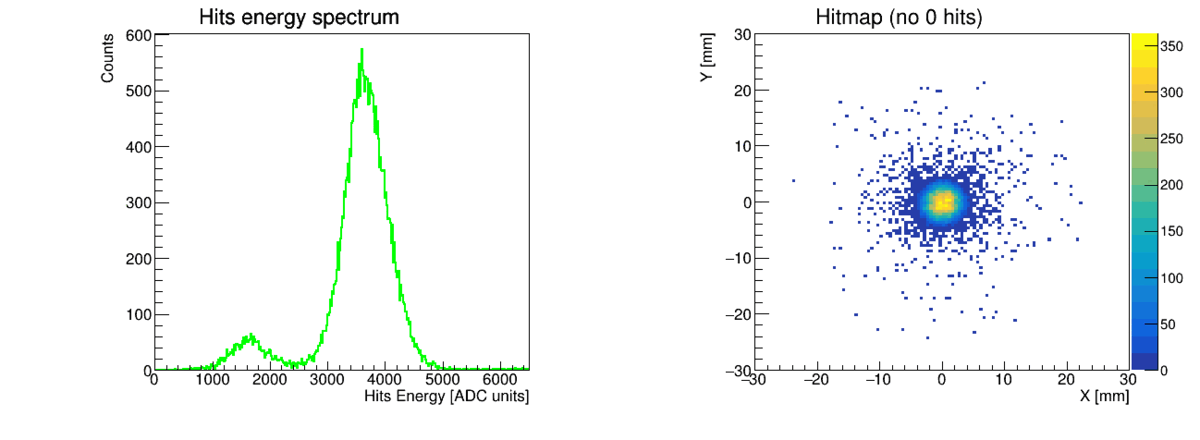 Hits energy spectrum
Counts
600
500
400
300
200
100
0
0 1000 2000 3000 4000 5000 6000
Hits Energy [ADC units]
Hitmap (no 0 hits)
Y [mm]
30
20
10
0
−10
−20
−30
−30 −20 −10 0 10 20 30
X [mm]
350
300
250
200
150
100
50
0